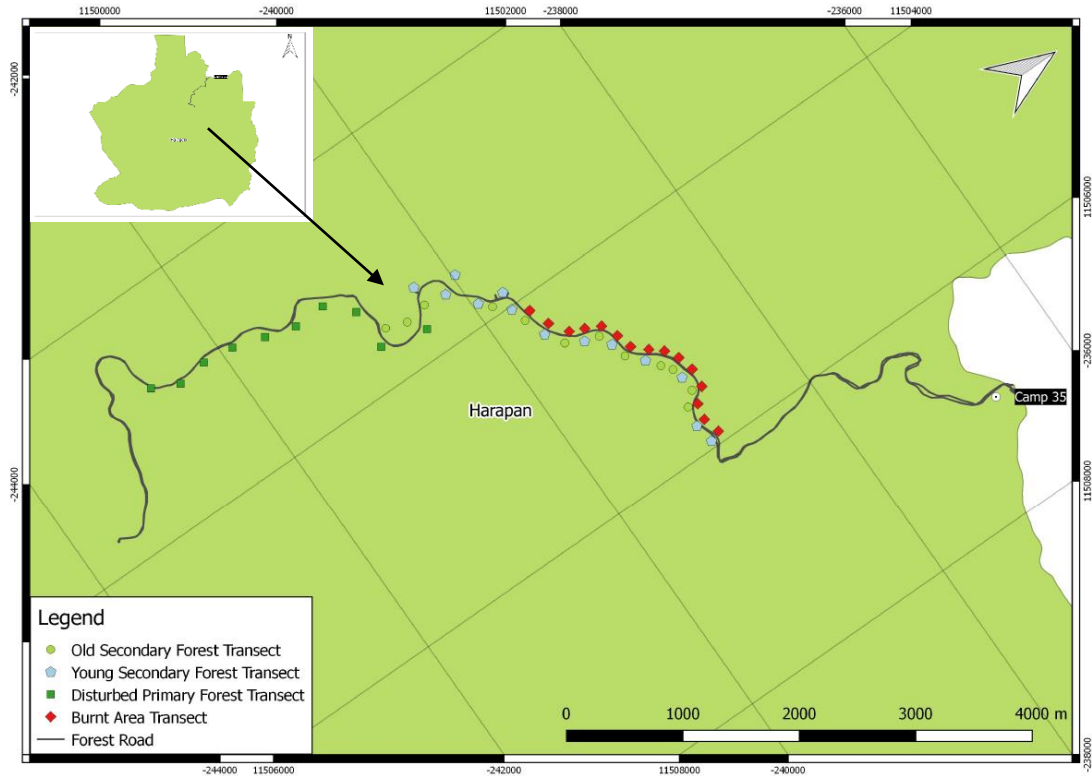 11500000 -240000 11502000 -238000 -236000 11504000
-242000
N
11506000
-236000
Camp 35
Harapan
-244000
11508000
Legend
Old Secondary Forest Transect
Young Secondary Forest Transect
Disturbed Primary Forest Transect
Burnt Area Transect
Forest Road
0 1000 2000 3000 4000 m
-244000 11506000 -242000 11508000 -240000